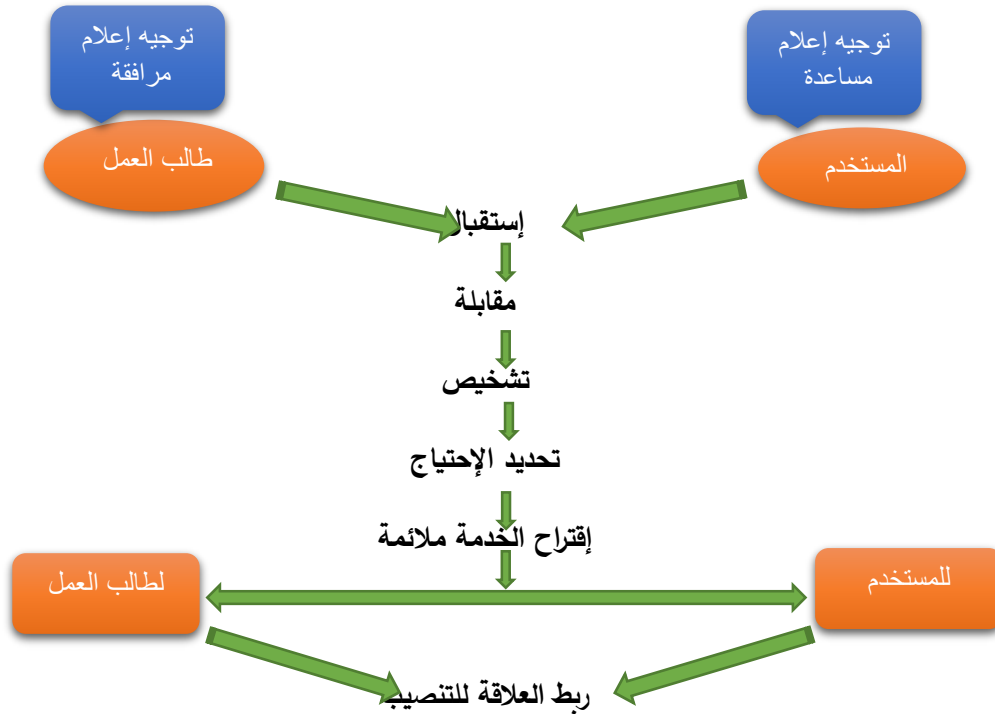 توجيه إعلام
مساعدة
توجيه إعلام
مرافقة
المستخدم
طالب العمل
إستقبال
مقابلة
تشخيص
تحديد الإحتياج
إقتراح الخدمة ملائمة
للمستخدم
لطالب العمل
ربط العلاقة للتنصيب